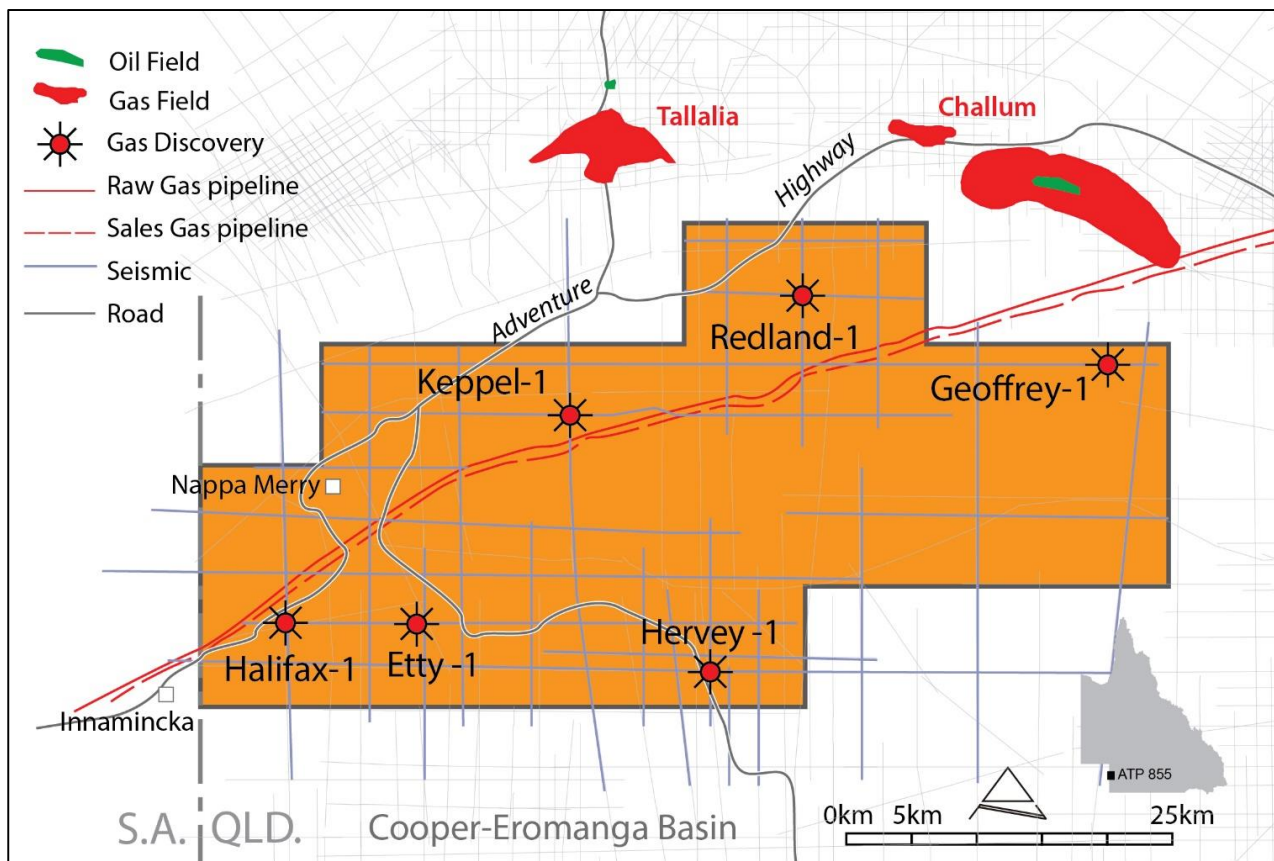 Oil Field
Gas Field
Gas Discovery
Raw Gas pipeline
Sales Gas pipeline
Seismic
Road
Tallalia
Challum
Adventure
Highway
Redland-1
Keppel-1
Geoffrey-1
Nappa Merry
Halifax-1
Etty -1
Hervey -1
Innamincka
ATP 855
S.A. QLD.
Cooper-Eromanga Basin
0km 5km 25km